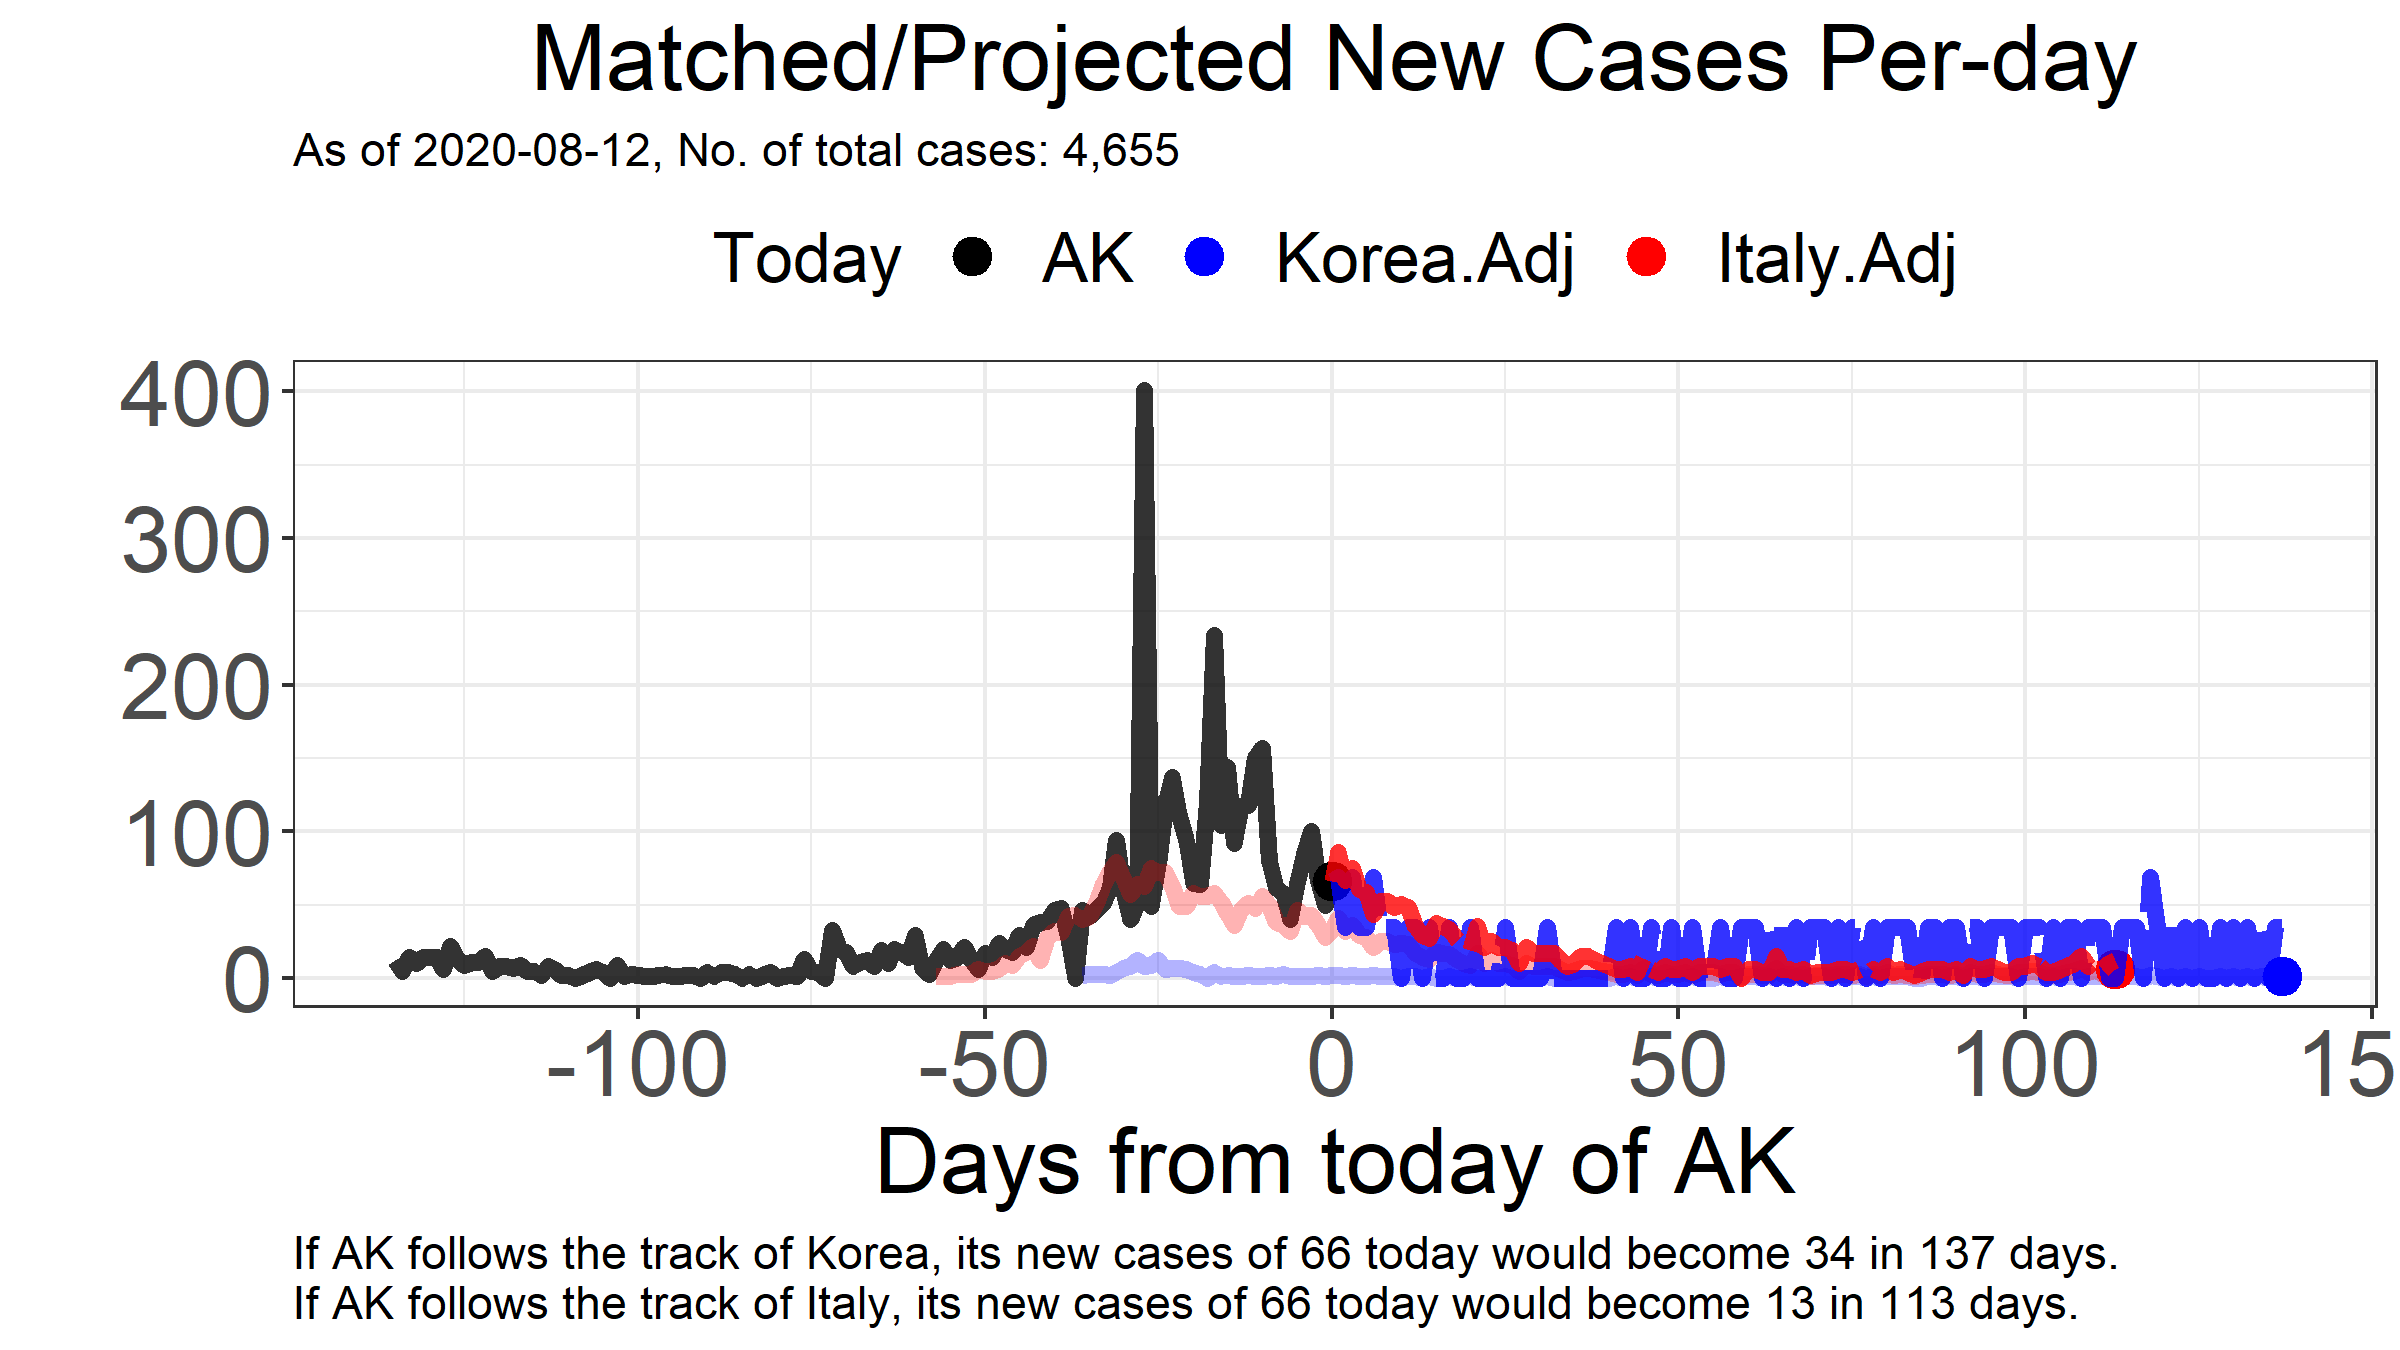 Matched/Projected New Cases Per-day
As of 2020-08-12, No. of total cases: 4,655
Today AK Korea.Adj Italy.Adj
400
300
200
100
0
-100 -50 0 50 100 15
Days from today of AK
If AK follows the track of Korea, its new cases of 66 today would become 34 in 137 days.
If AK follows the track of Italy, its new cases of 66 today would become 13 in 113 days.